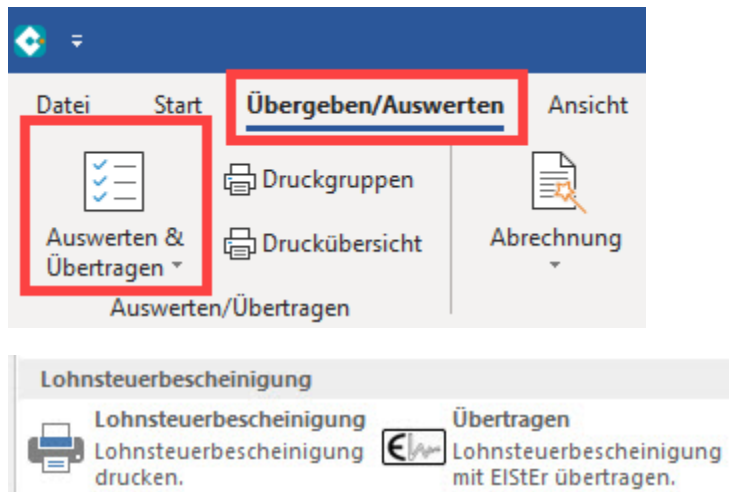 Datei Start Übergeben/Auswerten Ansicht
Auswerten &
Übertragen
Druckgruppen
Druckübersicht
Abrechnung
Auswerten/Übertragen
Lohnsteuerbescheinigung
Lohnsteuerbescheinigung
Lohnsteuerbescheinigung
drucken.
Übertragen
Lohnsteuerbescheinigung
mit ElStEr übertragen.